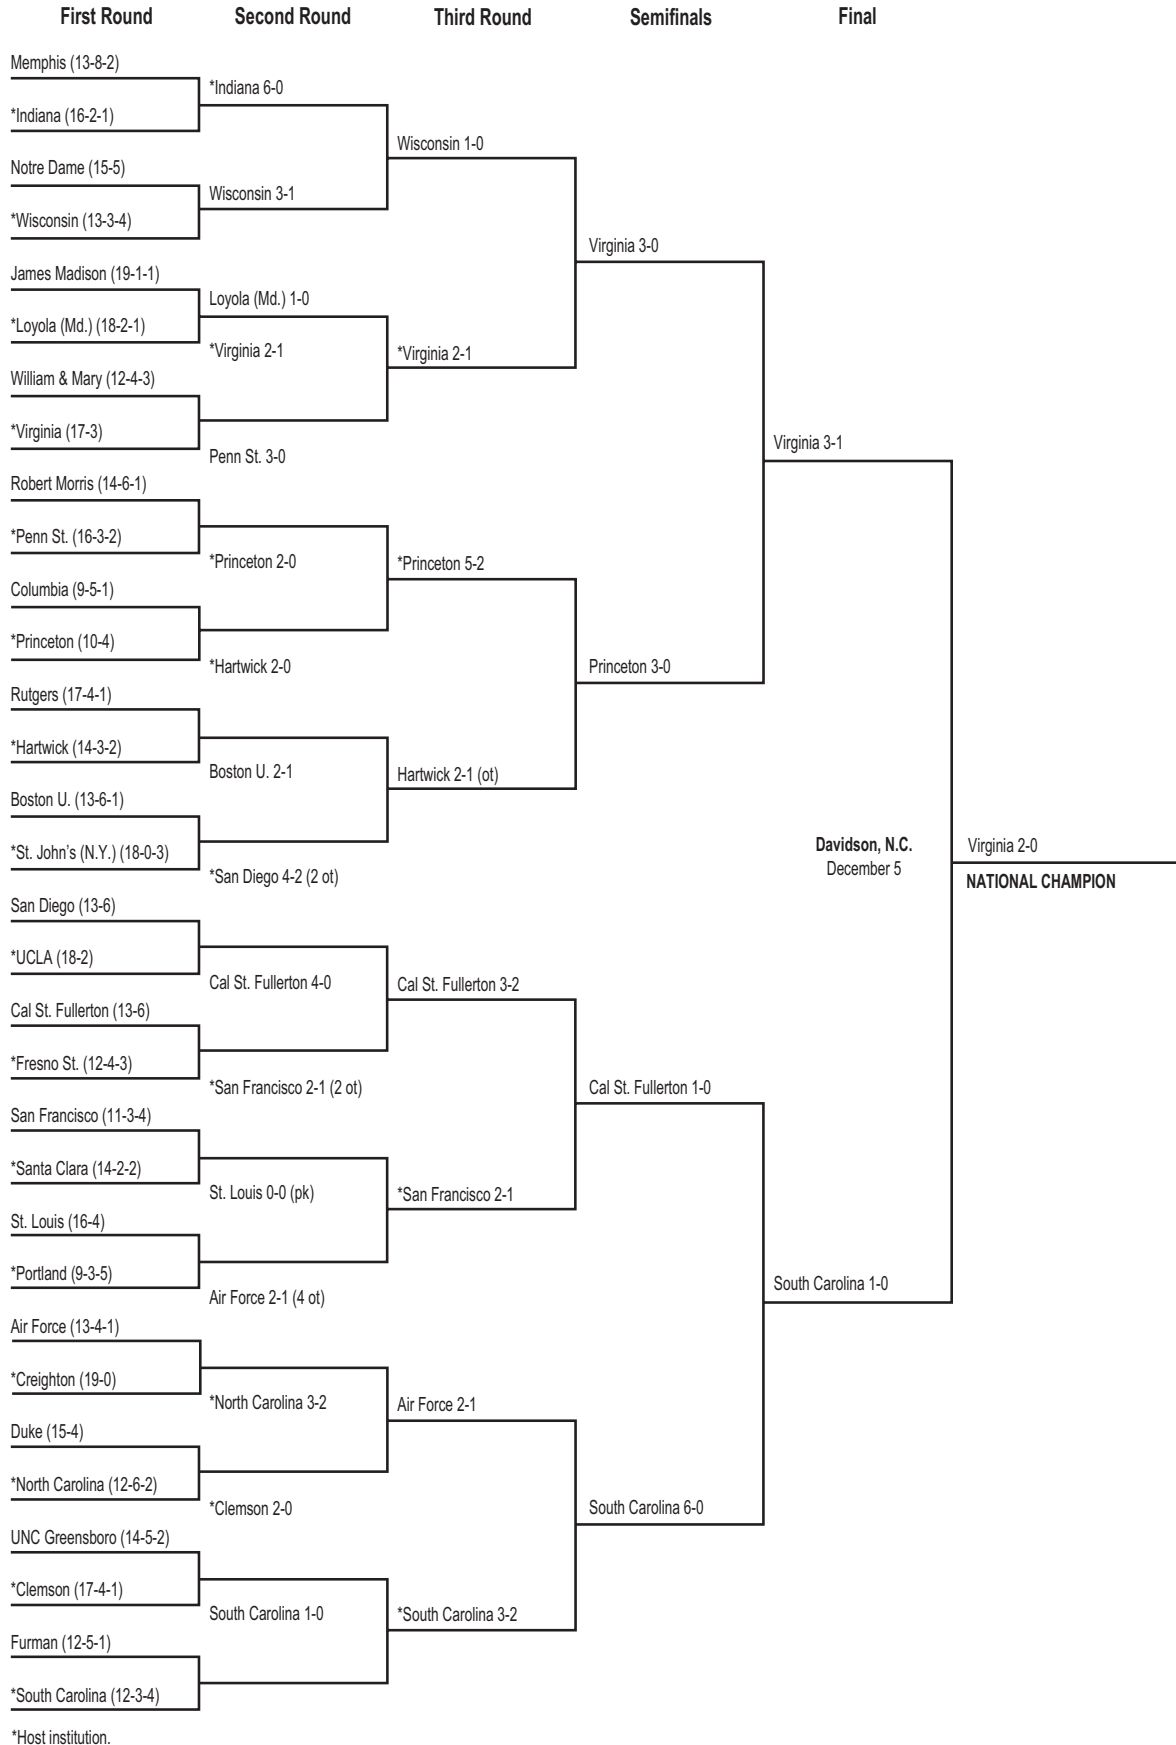 First Round
Second Round
Third Round
Semifinals
Final
Memphis (13-8-2)
*Indiana (16-2-1)
Notre Dame (15-5)
*Wisconsin (13-3-4)
James Madison (19-1-1)
*Loyola (Md.) (18-2-1)
William & Mary (12-4-3)
*Virginia (17-3)
Robert Morris (14-6-1)
*Penn St. (16-3-2)
Columbia (9-5-1)
*Princeton (10-4)
Rutgers (17-4-1)
*Hartwick (14-3-2)
Boston U. (13-6-1)
*St. John’s (N.Y.) (18-0-3)
San Diego (13-6)
*UCLA (18-2)
Cal St. Fullerton (13-6)
*Fresno St. (12-4-3)
San Francisco (11-3-4)
*Santa Clara (14-2-2)
St. Louis (16-4)
*Portland (9-3-5)
Air Force (13-4-1)
*Creighton (19-0)
Duke (15-4)
*North Carolina (12-6-2)
UNC Greensboro (14-5-2)
*Clemson (17-4-1)
Furman (12-5-1)
*South Carolina (12-3-4)
*Indiana 6-0
Wisconsin 3-1
Loyola (Md.) 1-0
*Virginia 2-1
Penn St. 3-0
*Princeton 2-0
*Hartwick 2-0
Boston U. 2-1
*San Diego 4-2 (2 ot)
Cal St. Fullerton 4-0
*San Francisco 2-1 (2 ot)
St. Louis 0-0 (pk)
Air Force 2-1 (4 ot)
*North Carolina 3-2
*Clemson 2-0
South Carolina 1-0
Wisconsin 1-0
*Virginia 2-1
*Princeton 5-2
Hartwick 2-1 (ot)
Cal St. Fullerton 3-2
*San Francisco 2-1
Air Force 2-1
*South Carolina 3-2
Virginia 3-0
Princeton 3-0
Cal St. Fullerton 1-0
South Carolina 6-0
Virginia 3-1
South Carolina 1-0
Davidson, N.C.
December 5
Virginia 2-0
NATIONAL CHAMPION
*Host institution.